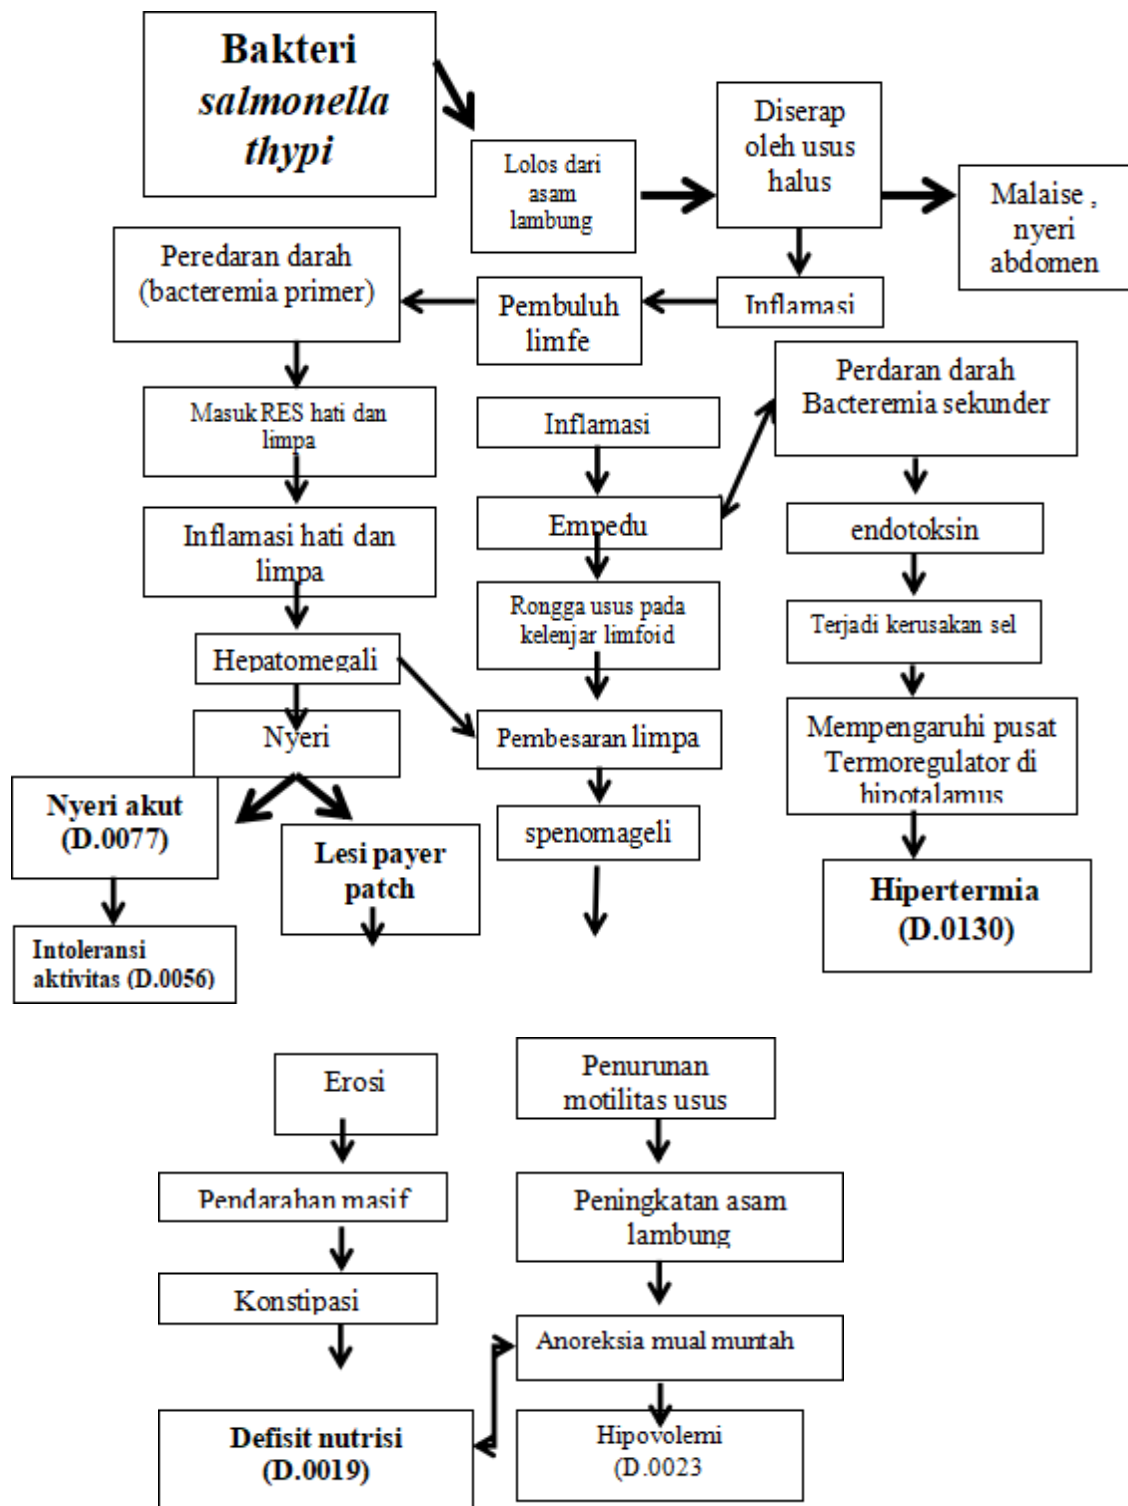 Bakteri
salmonella
thypi
Lolos dari
asam
lambung
Diserap
oleh usus
halus
Malaise ,
nyeri
abdomen
Peredaran darah
(bacteremia primer)
Pembuluh
limfe
Inflamasi
Masuk RES hati dan
limpa
Inflamasi
Perdaran darah
Bacteremia sekunder
Inflamasi hati dan
limpa
Empedu
endotoksin
Rongga usus pada
kelenjar limfoid
Terjadi kerusakan sel
Hepatomegali
Nyeri
Pembesaran limpa
Mempengaruhi pusat
Termoregulator di
hipotalamus
Nyeri akut
(D.0077)
Lesi payer
patch
spenomageli
Hipertermia
(D.0130)
Intoleransi
aktivitas (D.0056)
Erosi
Penurunan
motilitas usus
Pendarahan masif
Peningkatan asam
lambung
Konstipasi
Anoreksia mual muntah
Defisit nutrisi
(D.0019)
Hipovolemi
(D.0023